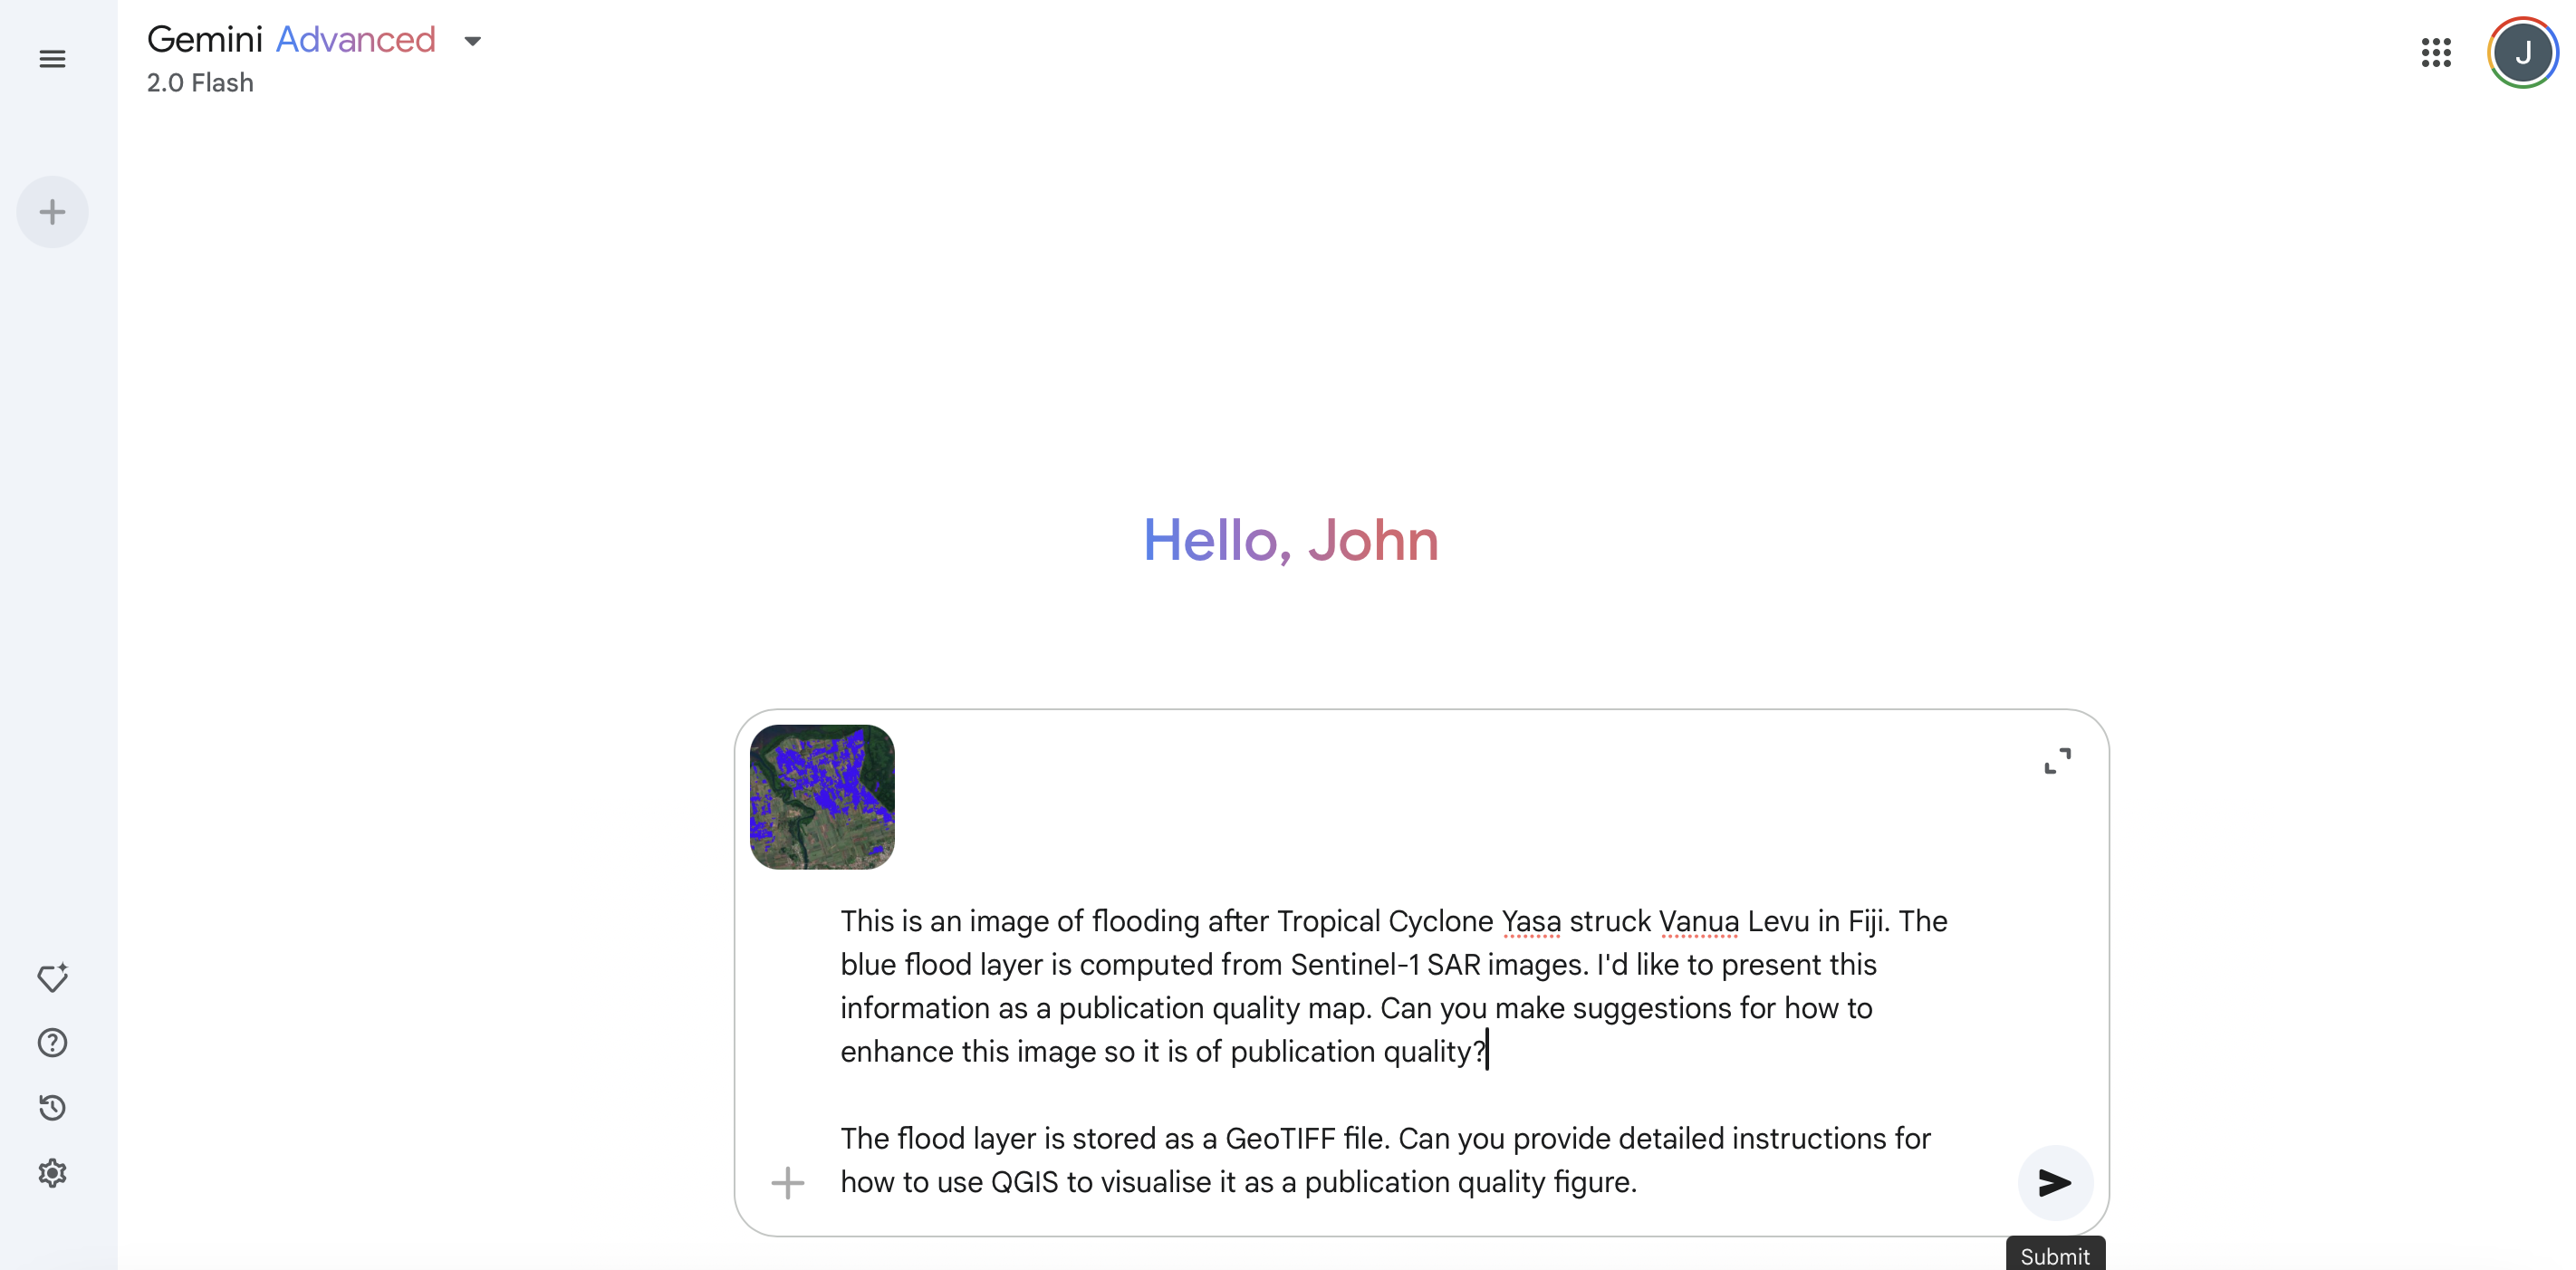 Gemini Advanced
2.0 Flash
J
Hello, John
This is an image of flooding after Tropical Cyclone Yasa struck Vanua Levu in Fiji. The
blue flood layer is computed from Sentinel-1 SAR images. I'd like to present this
information as a publication quality map. Can you make suggestions for how to
enhance this image so it is of publication quality?
The flood layer is stored as a GeoTIFF file. Can you provide detailed instructions for
how to use QGIS to visualise it as a publication quality figure.
Submit